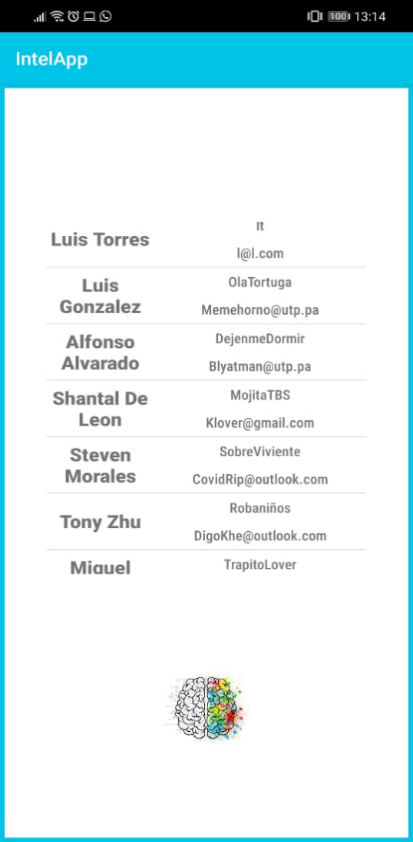 100 13:14
IntelApp
Luis Torres
lt
l@l.com
Luis
Gonzalez
OlaTortuga
Memehorno@utp.pa
Alfonso
Alvarado
DejenmeDormir
Blyatman@utp.pa
Shantal De
Leon
MojitaTBS
Klover@gmail.com
Steven
Morales
SobreViviente
CovidRip@outlook.com
Tony Zhu
Robaniños
DigoKhe@outlook.com
Miguel
TrapitoLover